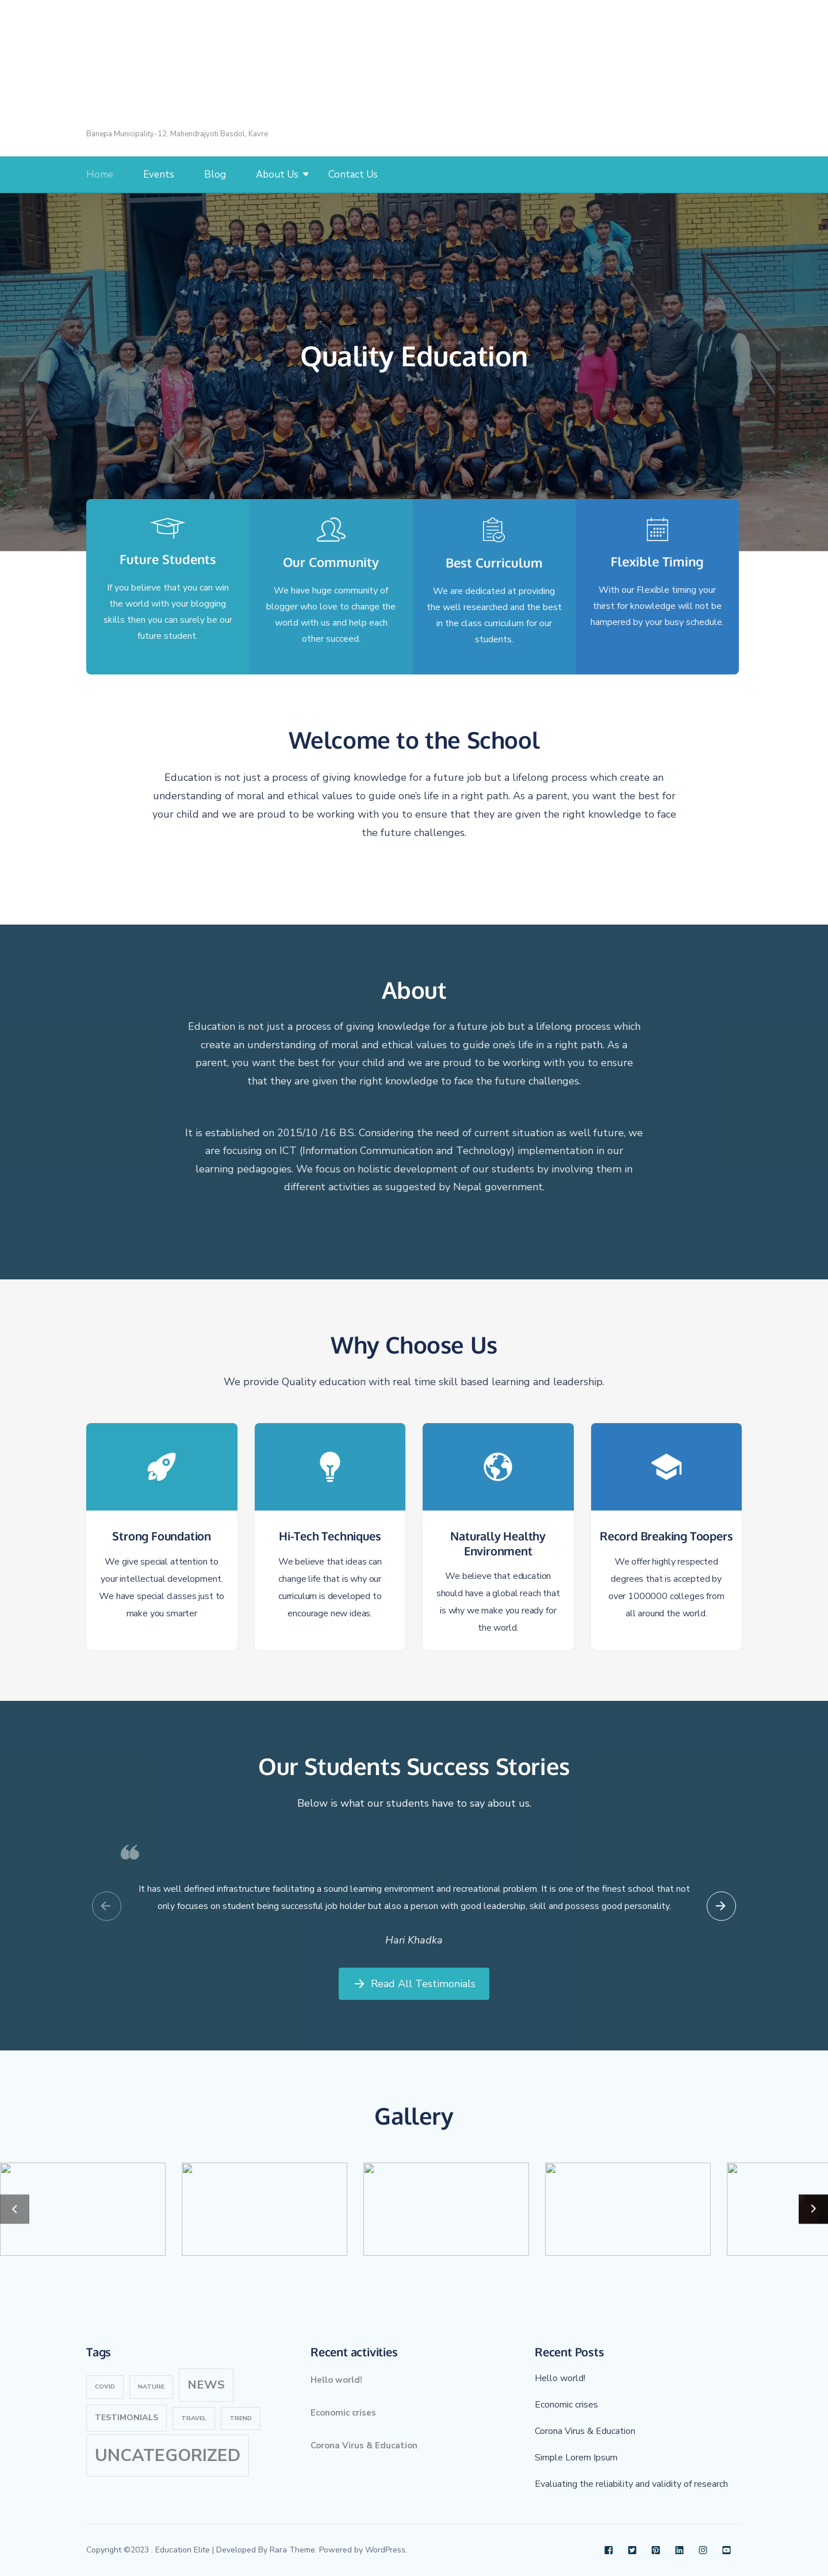 Banepa Municipality-12, Mahendrajyoti Basdol, Kavre
Home
Events
Blog
About Us
Contact Us
Quality Education
Future Students
If you believe that you can win
the world with your blogging
skills then you can surely be our
future student.
Our Community
We have huge community of
blogger who love to change the
world with us and help each
other succeed.
Best Curriculum
We are dedicated at providing
the well researched and the best
in the class curriculum for our
students.
Flexible Timing
With our Flexible timing your
thirst for knowledge will not be
hampered by your busy schedule.
Welcome to the School
Education is not just a process of giving knowledge for a future job but a lifelong process which create an
understanding of moral and ethical values to guide one's life in a right path. As a parent, you want the best for
your child and we are proud to be working with you to ensure that they are given the right knowledge to face
the future challenges.
About
Education is not just a process of giving knowledge for a future job but a lifelong process which
create an understanding of moral and ethical values to guide one's life in a right path. As a
parent, you want the best for your child and we are proud to be working with you to ensure
that they are given the right knowledge to face the future challenges.
It is established on 2015/10 /16 B.S. Considering the need of current situation as well future, we
are focusing on ICT (Information Communication and Technology) implementation in our
learning pedagogies. We focus on holistic development of our students by involving them in
different activities as suggested by Nepal government.
Why Choose Us
We provide Quality education with real time skill based learning and leadership.
Strong Foundation
We give special attention to
your intellectual development.
We have special classes just to
make you smarter
Hi-Tech Techniques
We believe that ideas can
change life that is why our
curriculum is developed to
encourage new ideas.
Naturally Healthy
Environment
We believe that education
should have a global reach that
is why we make you ready for
the world.
Record Breaking Toopers
We offer highly respected
degrees that is accepted by
over 1000000 colleges from
all around the world.
Our Students Success Stories
Below is what our students have to say about us.
It has well defined infrastructure facilitating a sound learning environment and recreational problem. It is one of the finest school that not
only focuses on student being successful job holder but also a person with good leadership, skill and possess good personality.
Hari Khadka
Read All Testimonials
Gallery
Tags
COVID
NATURE
NEWS
TESTIMONIALS
TRAVEL
TREND
UNCATEGORIZED
Recent activities
Hello world!
Economic crises
Corona Virus & Education
Recent Posts
Hello world!
Economic crises
Corona Virus & Education
Simple Lorem Ipsum
Evaluating the reliability and validity of research
Copyright ©2023 . Education Elite | Developed By Rara Theme. Powered by WordPress.